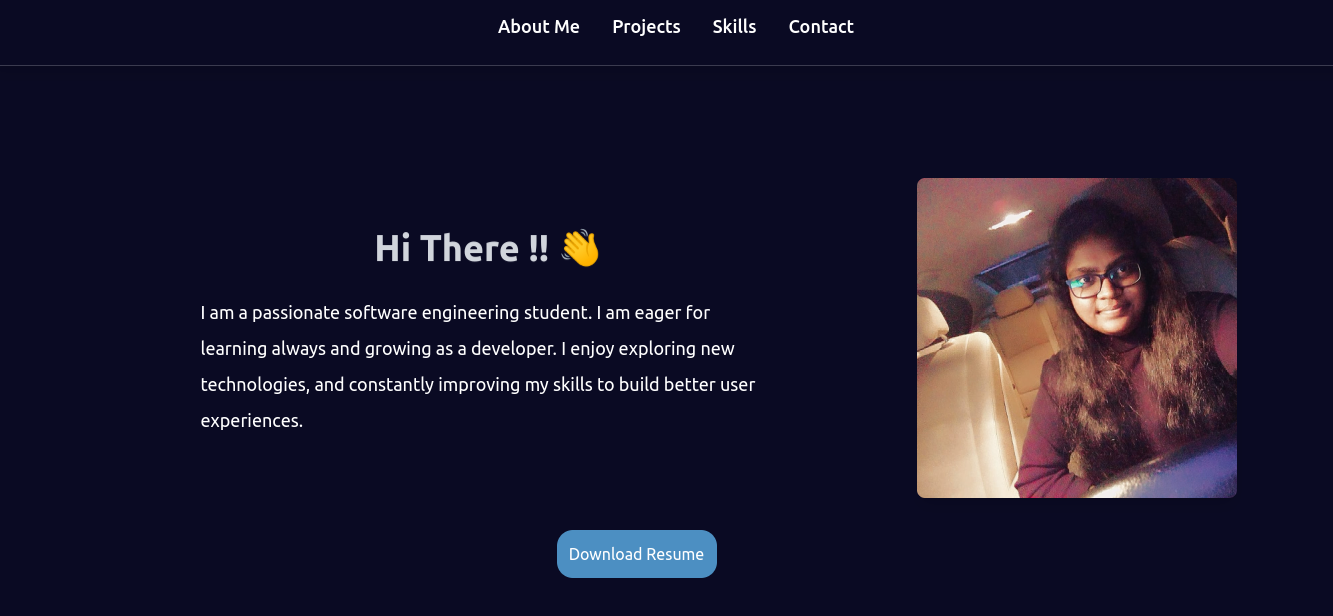 About Me Projects Skills Contact
Hi There !! 👋
I am a passionate software engineering student. I am eager for
learning always and growing as a developer. I enjoy exploring new
technologies, and constantly improving my skills to build better user
experiences.
Download Resume